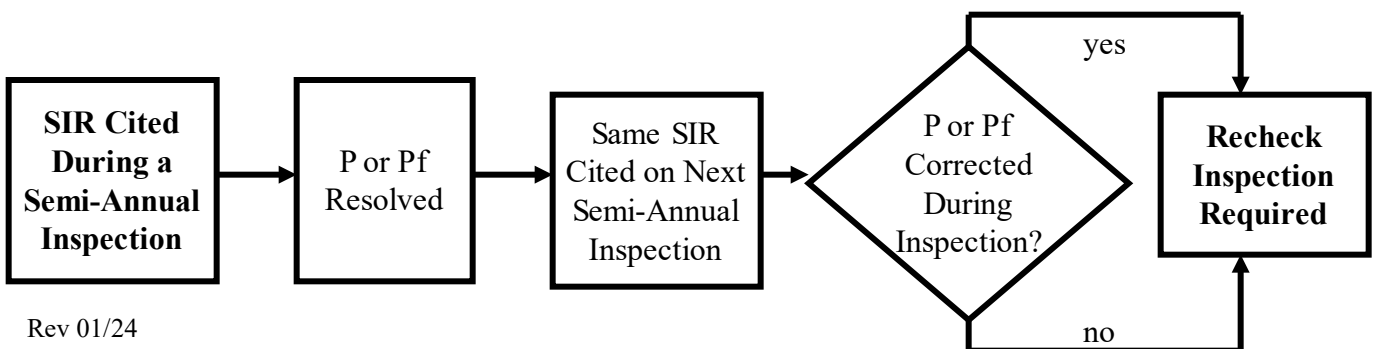 SIR Cited
During a
Semi-Annual
Inspection
P or Pf
Resolved
Same SIR
Cited on Next
Semi-Annual
Inspection
P or Pf
Corrected
During
Inspection?
yes
no
Recheck
Inspection
Required
Rev 01/24